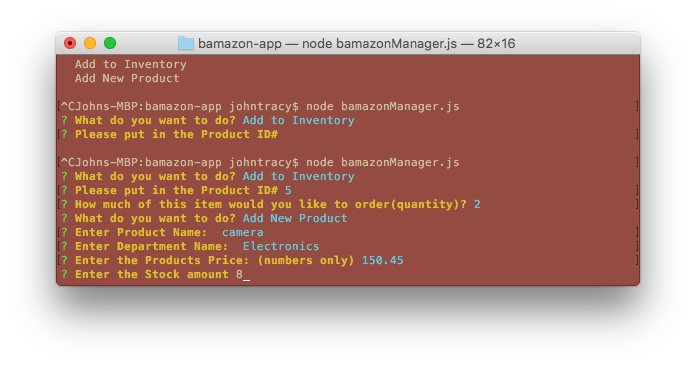 bamazon-app — node bamazonManager.js — 82×16
Add to Inventory
Add New Product
[^CJohns-MBP:bamazon-app johntracy$ node bamazonManager.js ]
? What do you want to do? Add to Inventory
[? Please put in the Product ID# ]
[^CJohns-MBP:bamazon-app johntracy$ node bamazonManager.js ]
? What do you want to do? Add to Inventory
[? Please put in the Product ID# 5 ]
[? How much of this item would you like to order(quantity)? 2 ]
? What do you want to do? Add New Product
[? Enter Product Name:  camera ]
[? Enter Department Name:  Electronics ]
[? Enter the Products Price: (numbers only) 150.45 ]
? Enter the Stock amount 8_